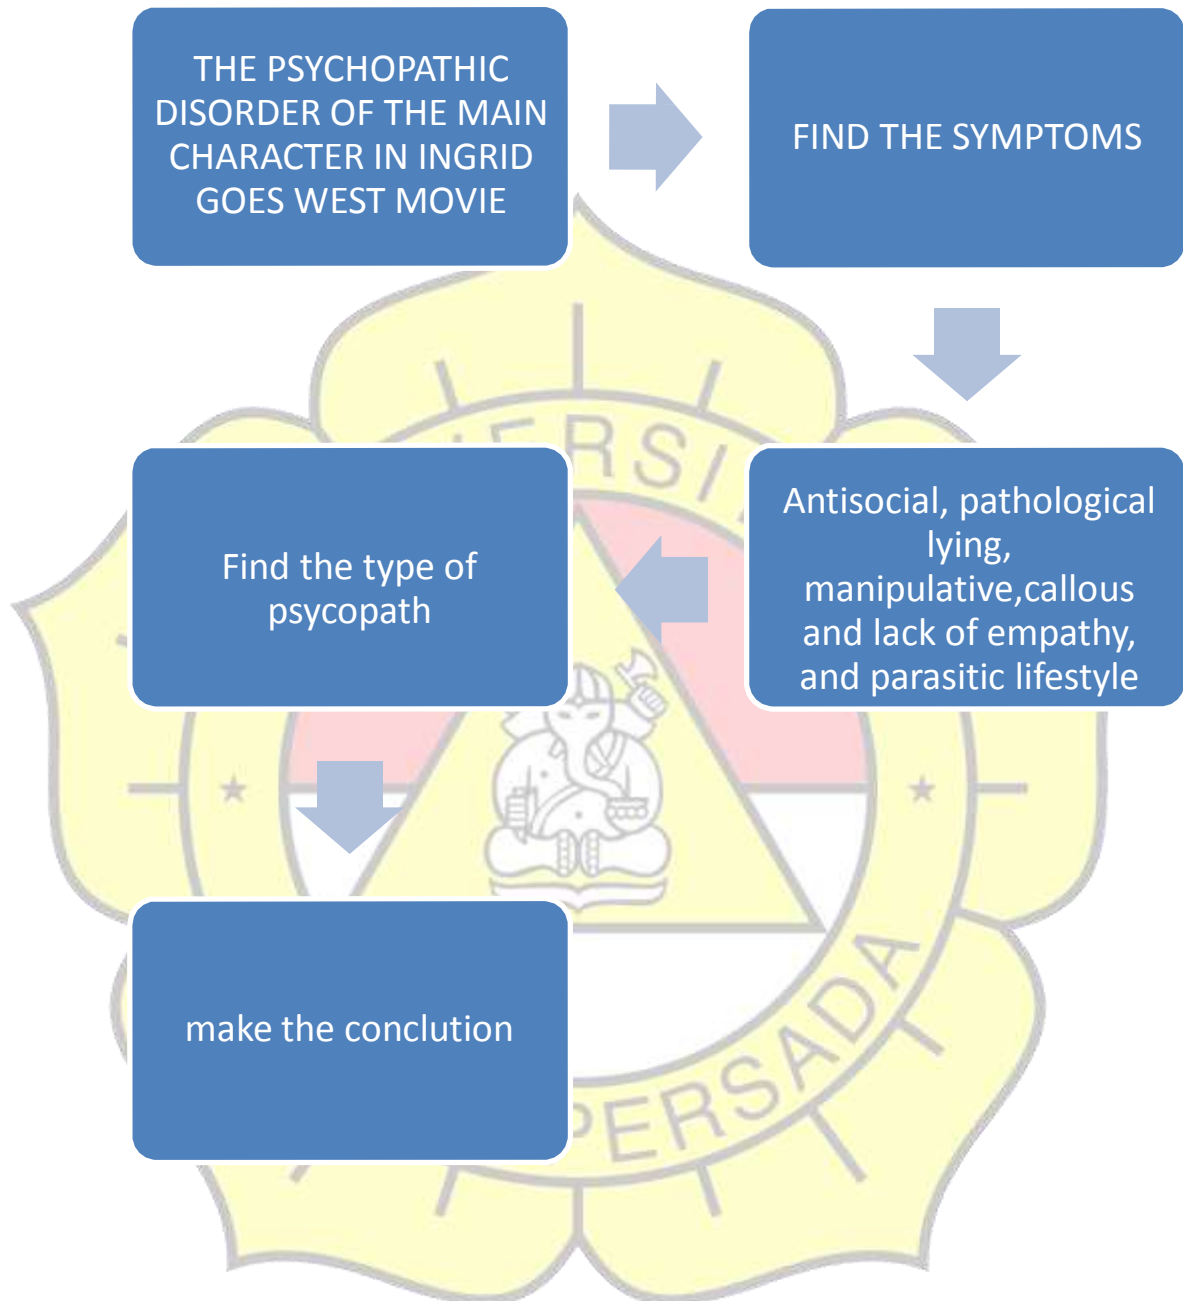 THE PSYCHOPATHIC
DISORDER OF THE MAIN
CHARACTER IN INGRID
GOES WEST MOVIE
FIND THE SYMPTOMS
Antisocial, pathological
lying,
manipulative,callous
and lack of empathy,
and parasitic lifestyle
Find the type of
psycopath
make the conclution
PERSADA